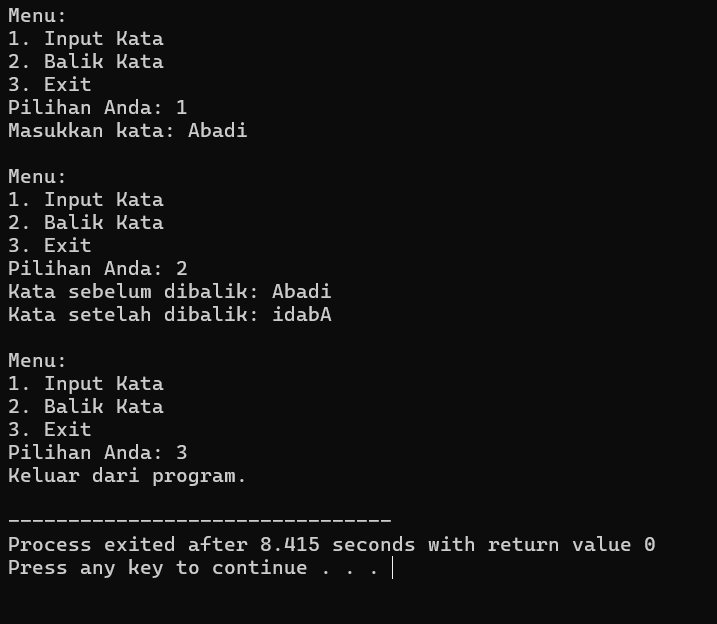 Menu:
1. Input Kata
2. Balik Kata
3. Exit
Pilihan Anda: 1
Masukkan kata: Abadi
Menu:
1. Input Kata
2. Balik Kata
3. Exit
Pilihan Anda: 2
Kata sebelum dibalik: Abadi
Kata setelah dibalik: idabA
Menu:
1. Input Kata
2. Balik Kata
3. Exit
Pilihan Anda: 3
Keluar dari program.
--------------------------------
Process exited after 8.415 seconds with return value 0
Press any key to continue . . .